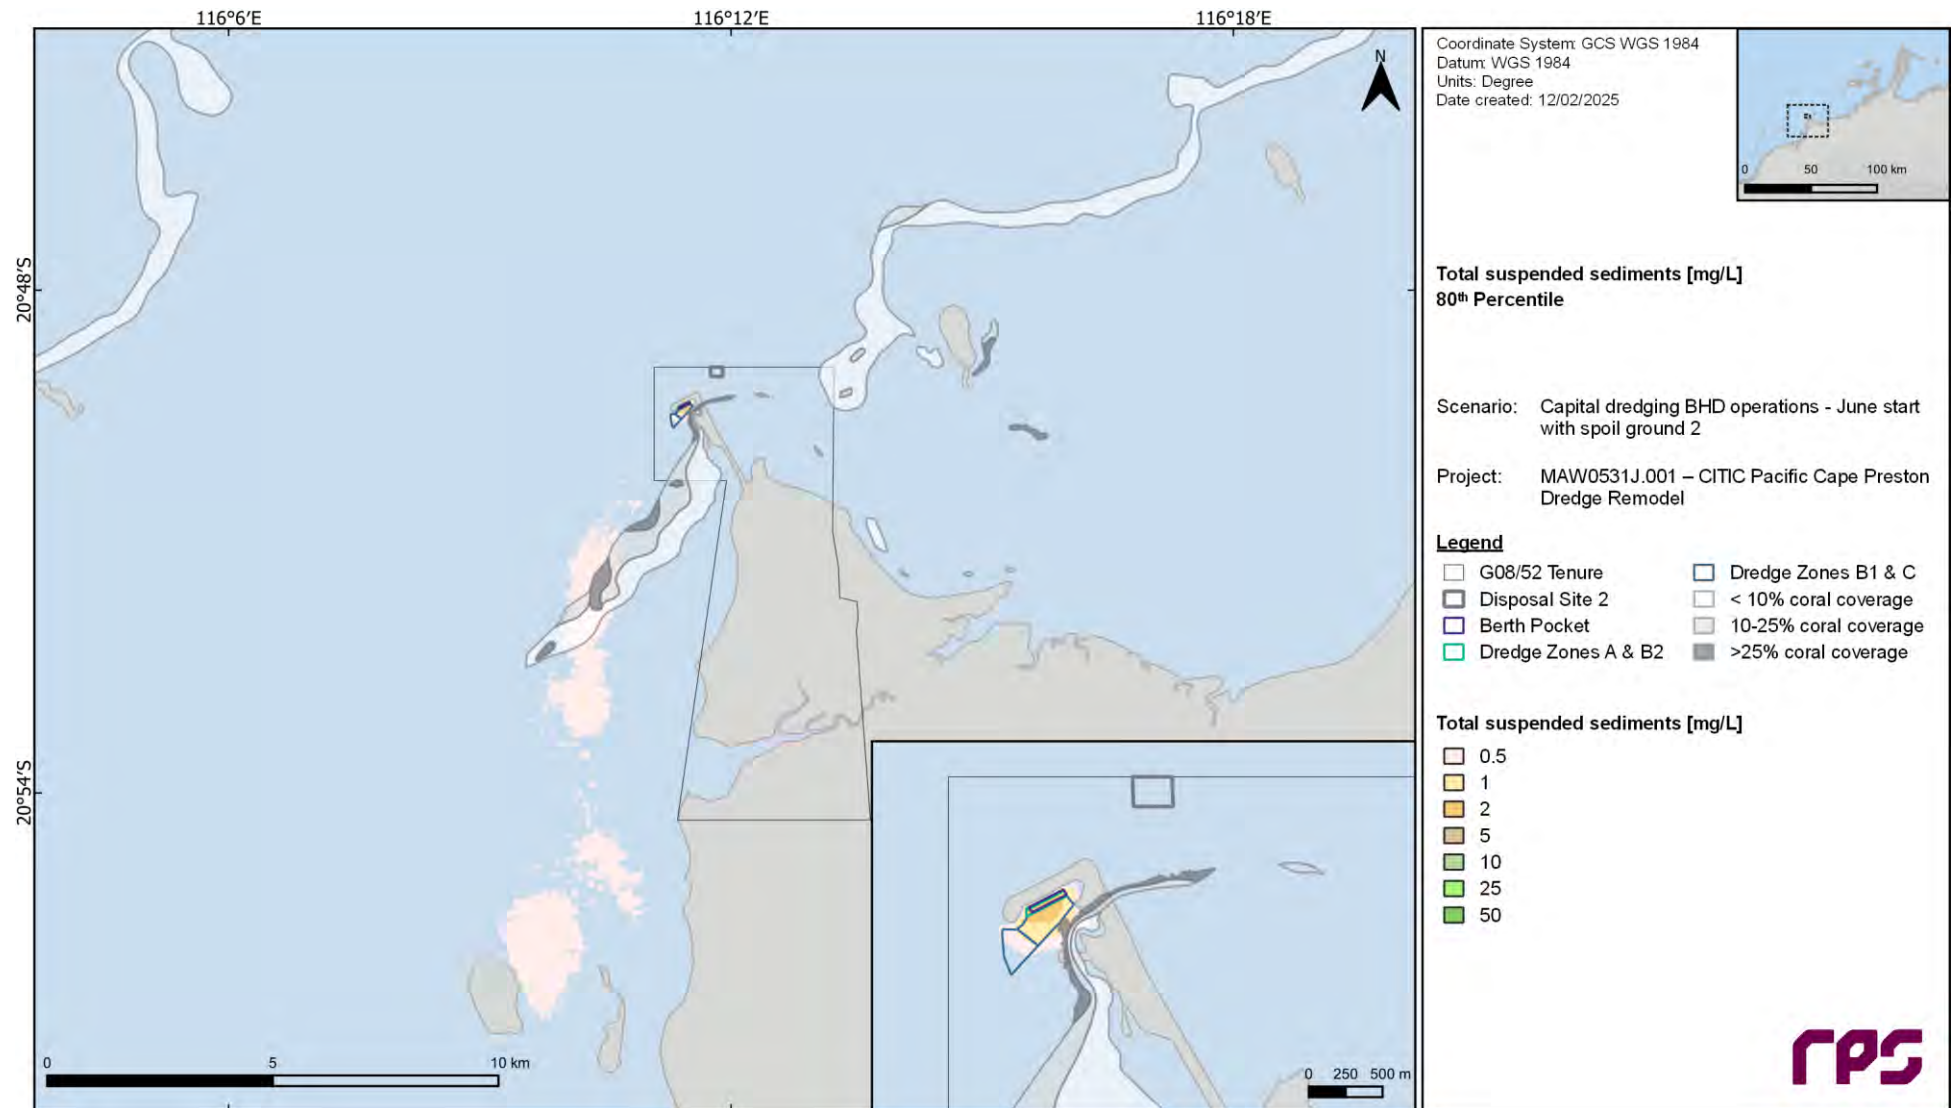 116°6′E
116°12′E
116°18′E
20°48′S
20°54′S
N
0
5
10 km
0
250
500 m
Coordinate System: GCS WGS 1984
Datum: WGS 1984
Units: Degree
Date created: 12/02/2025
0
50
100 km
Total suspended sediments [mg/L]
80th Percentile
Scenario: Capital dredging BHD operations - June start
with spoil ground 2
Project: MAW0531J.001 – CITIC Pacific Cape Preston
Dredge Remodel
Legend
G08/52 Tenure
Disposal Site 2
Berth Pocket
Dredge Zones A & B2
Dredge Zones B1 & C
< 10% coral coverage
10-25% coral coverage
>25% coral coverage
Total suspended sediments [mg/L]
0.5
1
2
5
10
25
50
rps